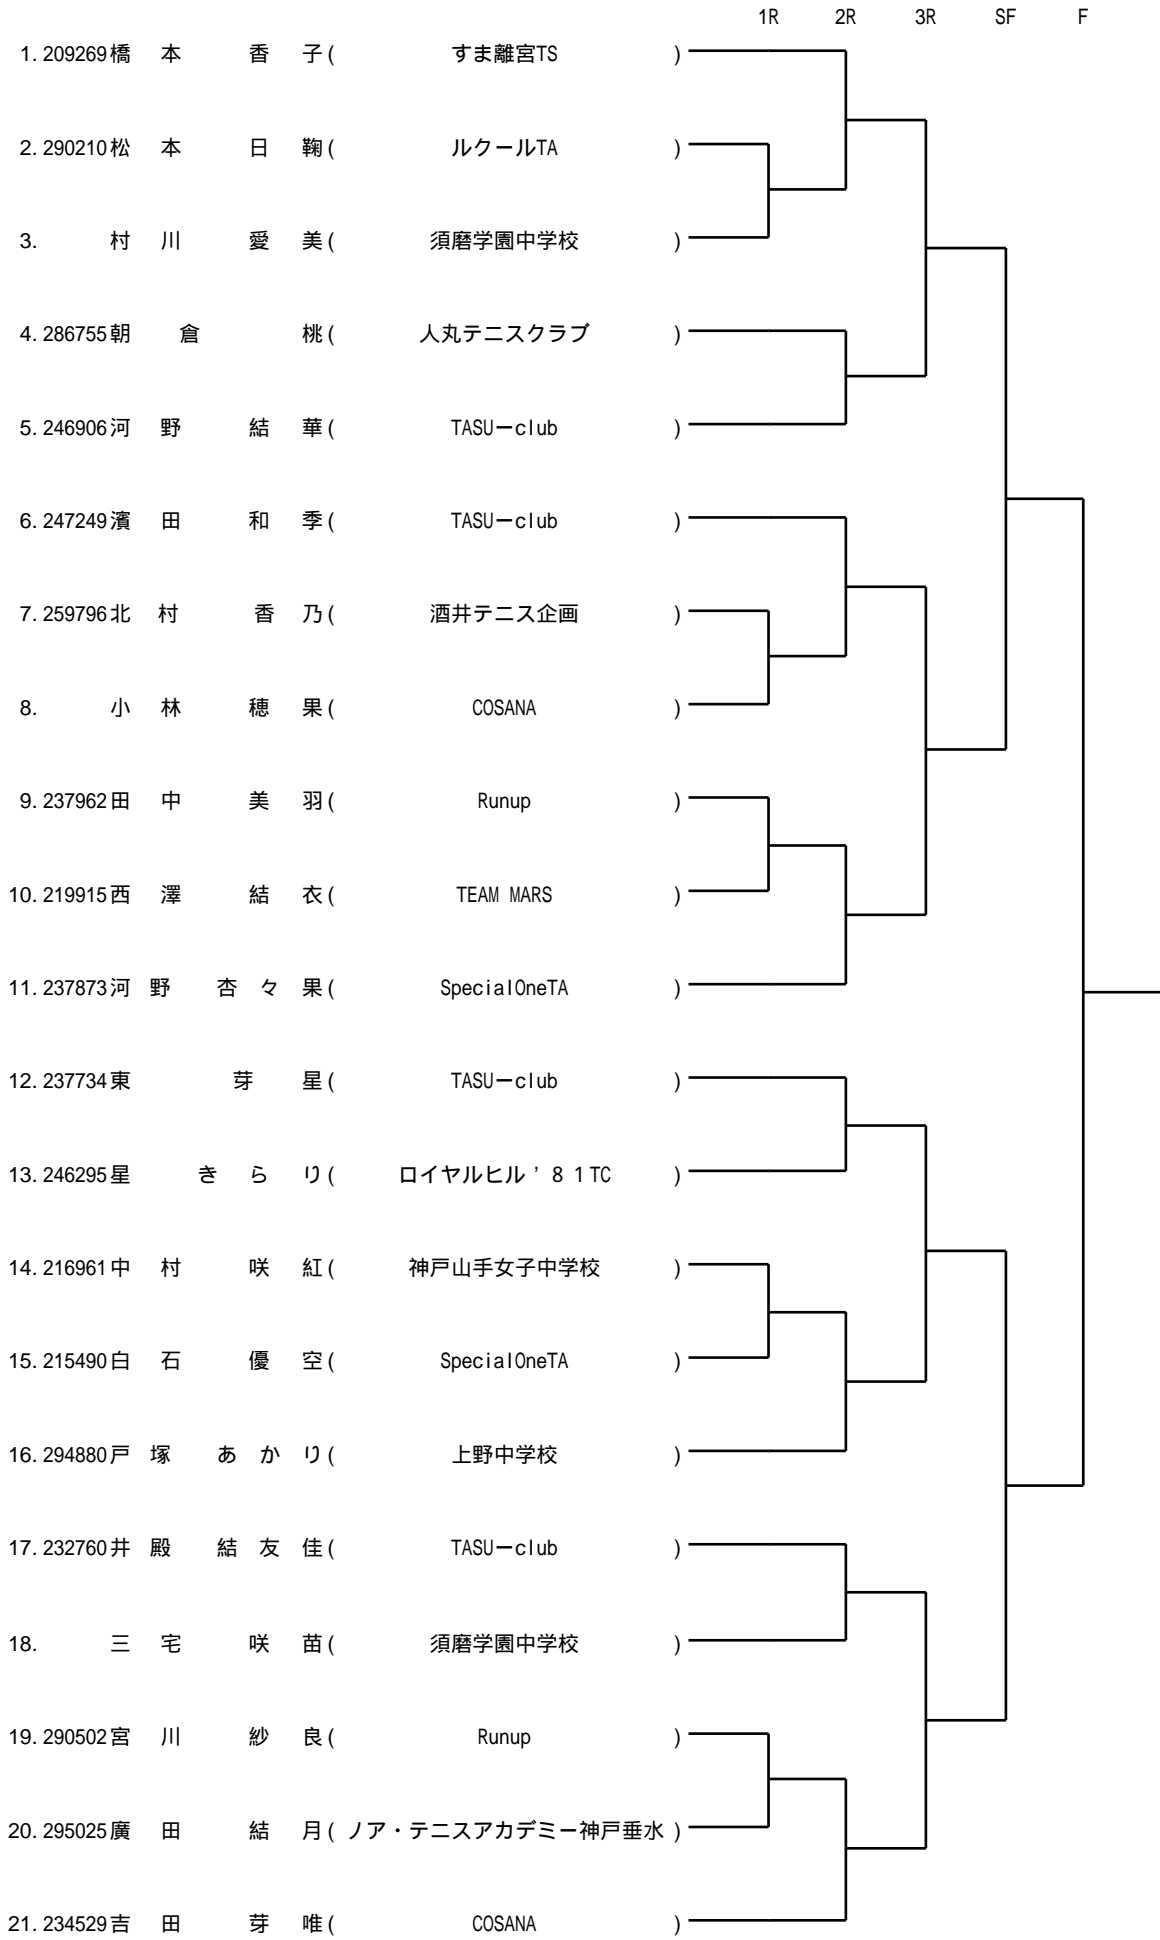 1R 2R 3R SF F
1. 209269 橋 本 香 子 ( すま離宮TS )
2. 290210 松 本 日 鞠 ( ルクールTA )
3. 村 川 愛 美 ( 須磨学園中学校 )
4. 286755 朝 倉 桃 ( 人丸テニスクラブ )
5. 246906 河 野 結 華 ( TASUーclub )
6. 247249 濱 田 和 季 ( TASUーclub )
7. 259796 北 村 香 乃 ( 酒井テニス企画 )
8. 小 林 穂 果 ( COSANA )
9. 237962 田 中 美 羽 ( Runup )
10. 219915 西 澤 結 衣 ( TEAM MARS )
11. 237873 河 野 杏 々 果 ( SpecialOneTA )
12. 237734 東 芽 星 ( TASUーclub )
13. 246295 星 き ら り ( ロイヤルヒル’８１TC )
14. 216961 中 村 咲 紅 ( 神戸山手女子中学校 )
15. 215490 白 石 優 空 ( SpecialOneTA )
16. 294880 戸 塚 あ か り ( 上野中学校 )
17. 232760 井 殿 結 友 佳 ( TASUーclub )
18. 三 宅 咲 苗 ( 須磨学園中学校 )
19. 290502 宮 川 紗 良 ( Runup )
20. 295025 廣 田 結 月 ( ノア・テニスアカデミー神戸垂水 )
21. 234529 吉 田 芽 唯 ( COSANA )